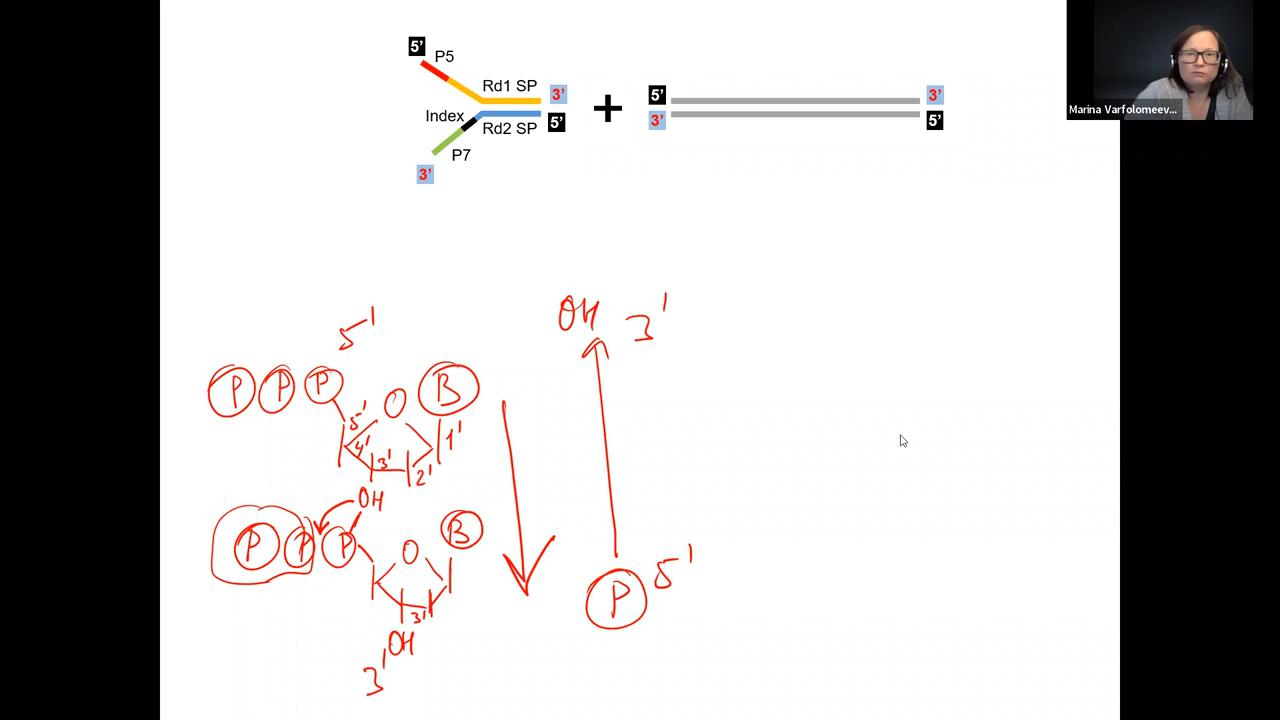 5'
P5
Rd1 SP
3'
Index
Rd2 SP
5'
P7
3'
+
5'
3'
3'
5'
Marina Varfolomeev...
5'
P P P
O
B
5'
4'
3'
2'
1'
OH
P P P
O
B
3'
OH
3'
OH 3'
P 5'